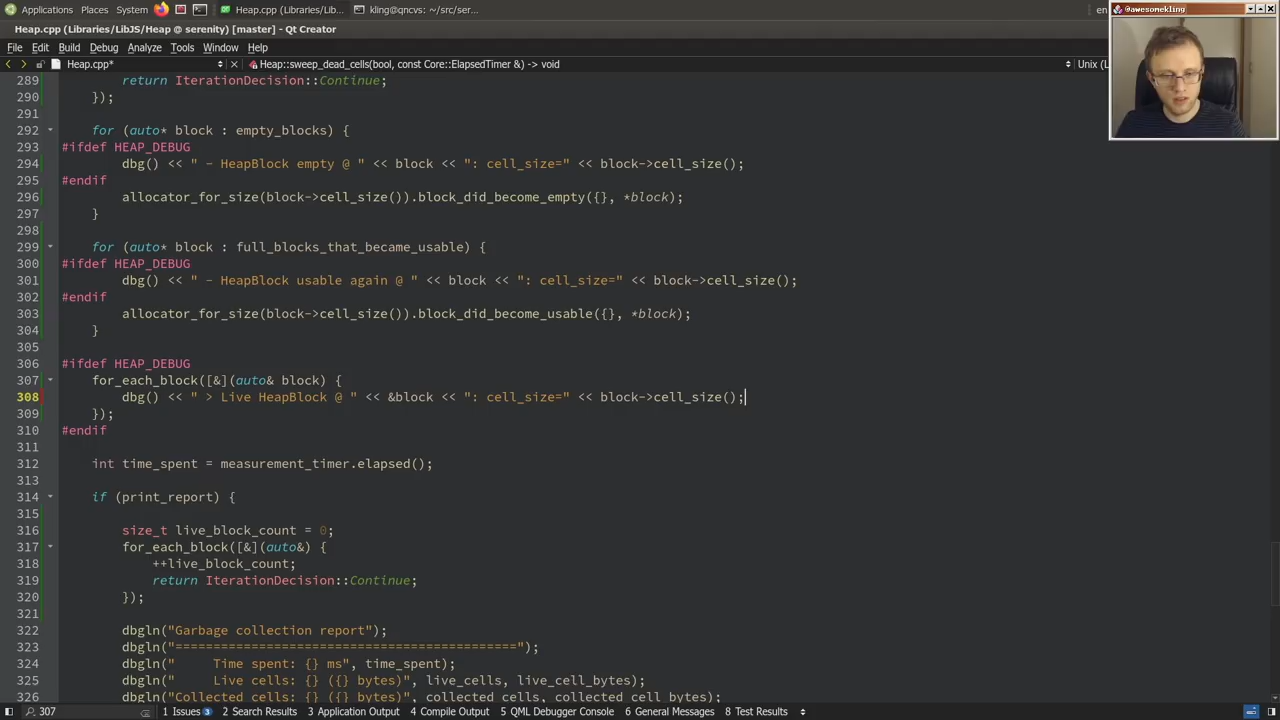 Applications Places System Heap.cpp (Libraries/Lib... kling@qncvs: ~/src/ser... en @awesomekling
Heap.cpp (Libraries/LibJS/Heap @ serenity) [master] - Qt Creator
File Edit Build Debug Analyze Tools Window Help
Heap.cpp* Heap::sweep_dead_cells(bool, const Core::ElapsedTimer &) -> void Unix (L
289 return IterationDecision::Continue;
290 });
291
292 for (auto* block : empty_blocks) {
293 #ifdef HEAP_DEBUG
294 dbg() << " - HeapBlock empty @ " << block << ": cell_size=" << block->cell_size();
295 #endif
296 allocator_for_size(block->cell_size()).block_did_become_empty({}, *block);
297 }
298
299 for (auto* block : full_blocks_that_became_usable) {
300 #ifdef HEAP_DEBUG
301 dbg() << " - HeapBlock usable again @ " << block << ": cell_size=" << block->cell_size();
302 #endif
303 allocator_for_size(block->cell_size()).block_did_become_usable({}, *block);
304 }
305
306 #ifdef HEAP_DEBUG
307 for_each_block([&](auto& block) {
308 dbg() << " > Live HeapBlock @ " << &block << ": cell_size=" << block->cell_size();
309 });
310 #endif
311
312 int time_spent = measurement_timer.elapsed();
313
314 if (print_report) {
315
316 size_t live_block_count = 0;
317 for_each_block([&](auto&) {
318 ++live_block_count;
319 return IterationDecision::Continue;
320 });
321
322 dbgln("Garbage collection report");
323 dbgln("=============================================");
324 dbgln(" Time spent: {} ms", time_spent);
325 dbgln(" Live cells: {} ({} bytes)", live_cells, live_cell_bytes);
326 dbgln("Collected cells: {} ({} bytes)", collected_cells, collected_cell_bytes);
307 1 Issues 3 2 Search Results 3 Application Output 4 Compile Output 5 QML Debugger Console 6 General Messages 8 Test Results